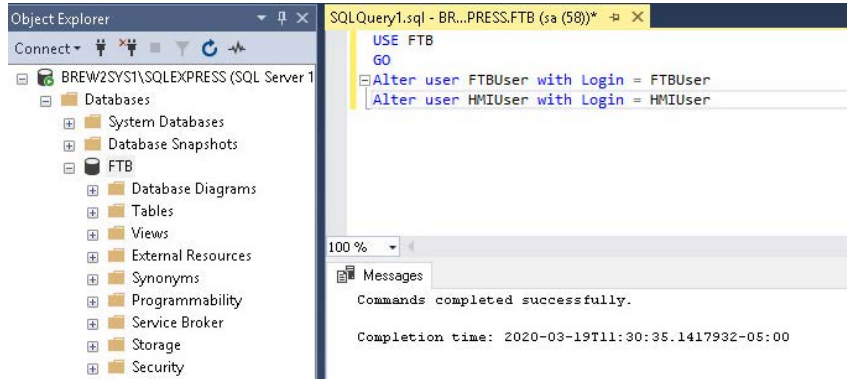 Object Explorer
Connect
BREW2SYS1\SQLEXPRESS (SQL Server 1
Databases
System Databases
Database Snapshots
FTB
Database Diagrams
Tables
Views
External Resources
Synonyms
Programmability
Service Broker
Storage
Security
SQLQuery1.sql - BR...PRESS.FTB (sa (58))*
USE FTB
GO
Alter user FTBUser with Login = FTBUser
Alter user HMIUser with Login = HMIUser
100 %
Messages
Commands completed successfully.
Completion time: 2020-03-19T11:30:35.1417932-05:00